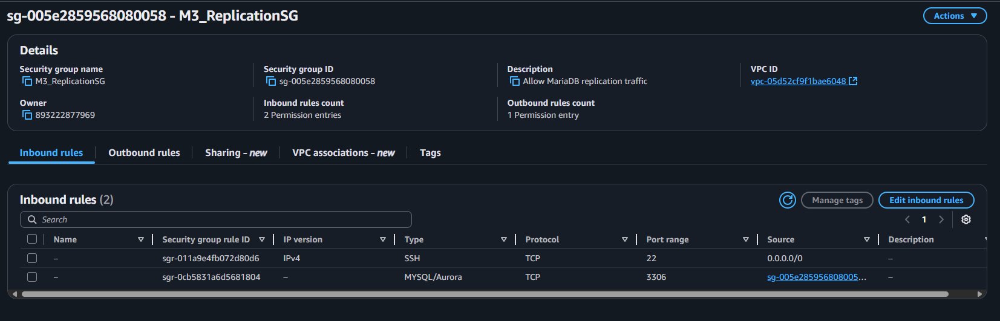 sg-005e2859568080058 - M3_ReplicationSG
Actions
Details
Security group name
M3_ReplicationSG
Security group ID
sg-005e2859568080058
Description
Allow MariaDB replication traffic
VPC ID
vpc-05d52cf9f1bae6048
Owner
893222877969
Inbound rules count
2 Permission entries
Outbound rules count
1 Permission entry
Inbound rules Outbound rules Sharing - new VPC associations - new Tags
Inbound rules (2)
Manage tags
Edit inbound rules
Search
1
Name Security group rule ID IP version Type Protocol Port range Source Description
– sgr-011a9e4fb072d80d6 IPv4 SSH TCP 22 0.0.0.0/0 –
– sgr-0cb5831a6d5681804 – MYSQL/Aurora TCP 3306 sg-005e285956808005... –